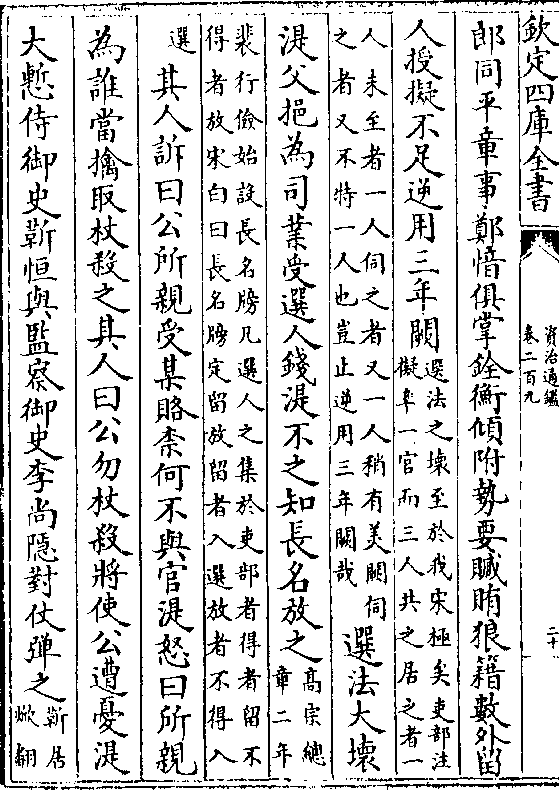 欽定四庫全書
資治通鑑
卷二百九
二十
郎同平章事鄭愔俱掌銓衡傾附勢要贓賄狼籍數外留
人授擬不足逆用三年闕
選法之壞至於我宋極矣吏部注
擬率一官而三人共之居之者一
人未至者一人伺之者又一人稍有美闕伺
之者又不特一人也豈止逆用三年闕哉
選法大壞
湜父挹為司業受選人錢湜不之知長名放之
高宗總
章二年
裴行儉始設長名牓凡選人之集於吏部者得者留不
得者放宋白曰長名牓定留放留者入選放者不得入
選
其人訴曰公所親受某賂柰何不與官湜怒曰所親
為誰當擒取杖殺之其人曰公勿杖殺將使公遭憂湜
大慙侍御史靳恒與監察御史李尚隱對仗彈之
靳居
焮翻